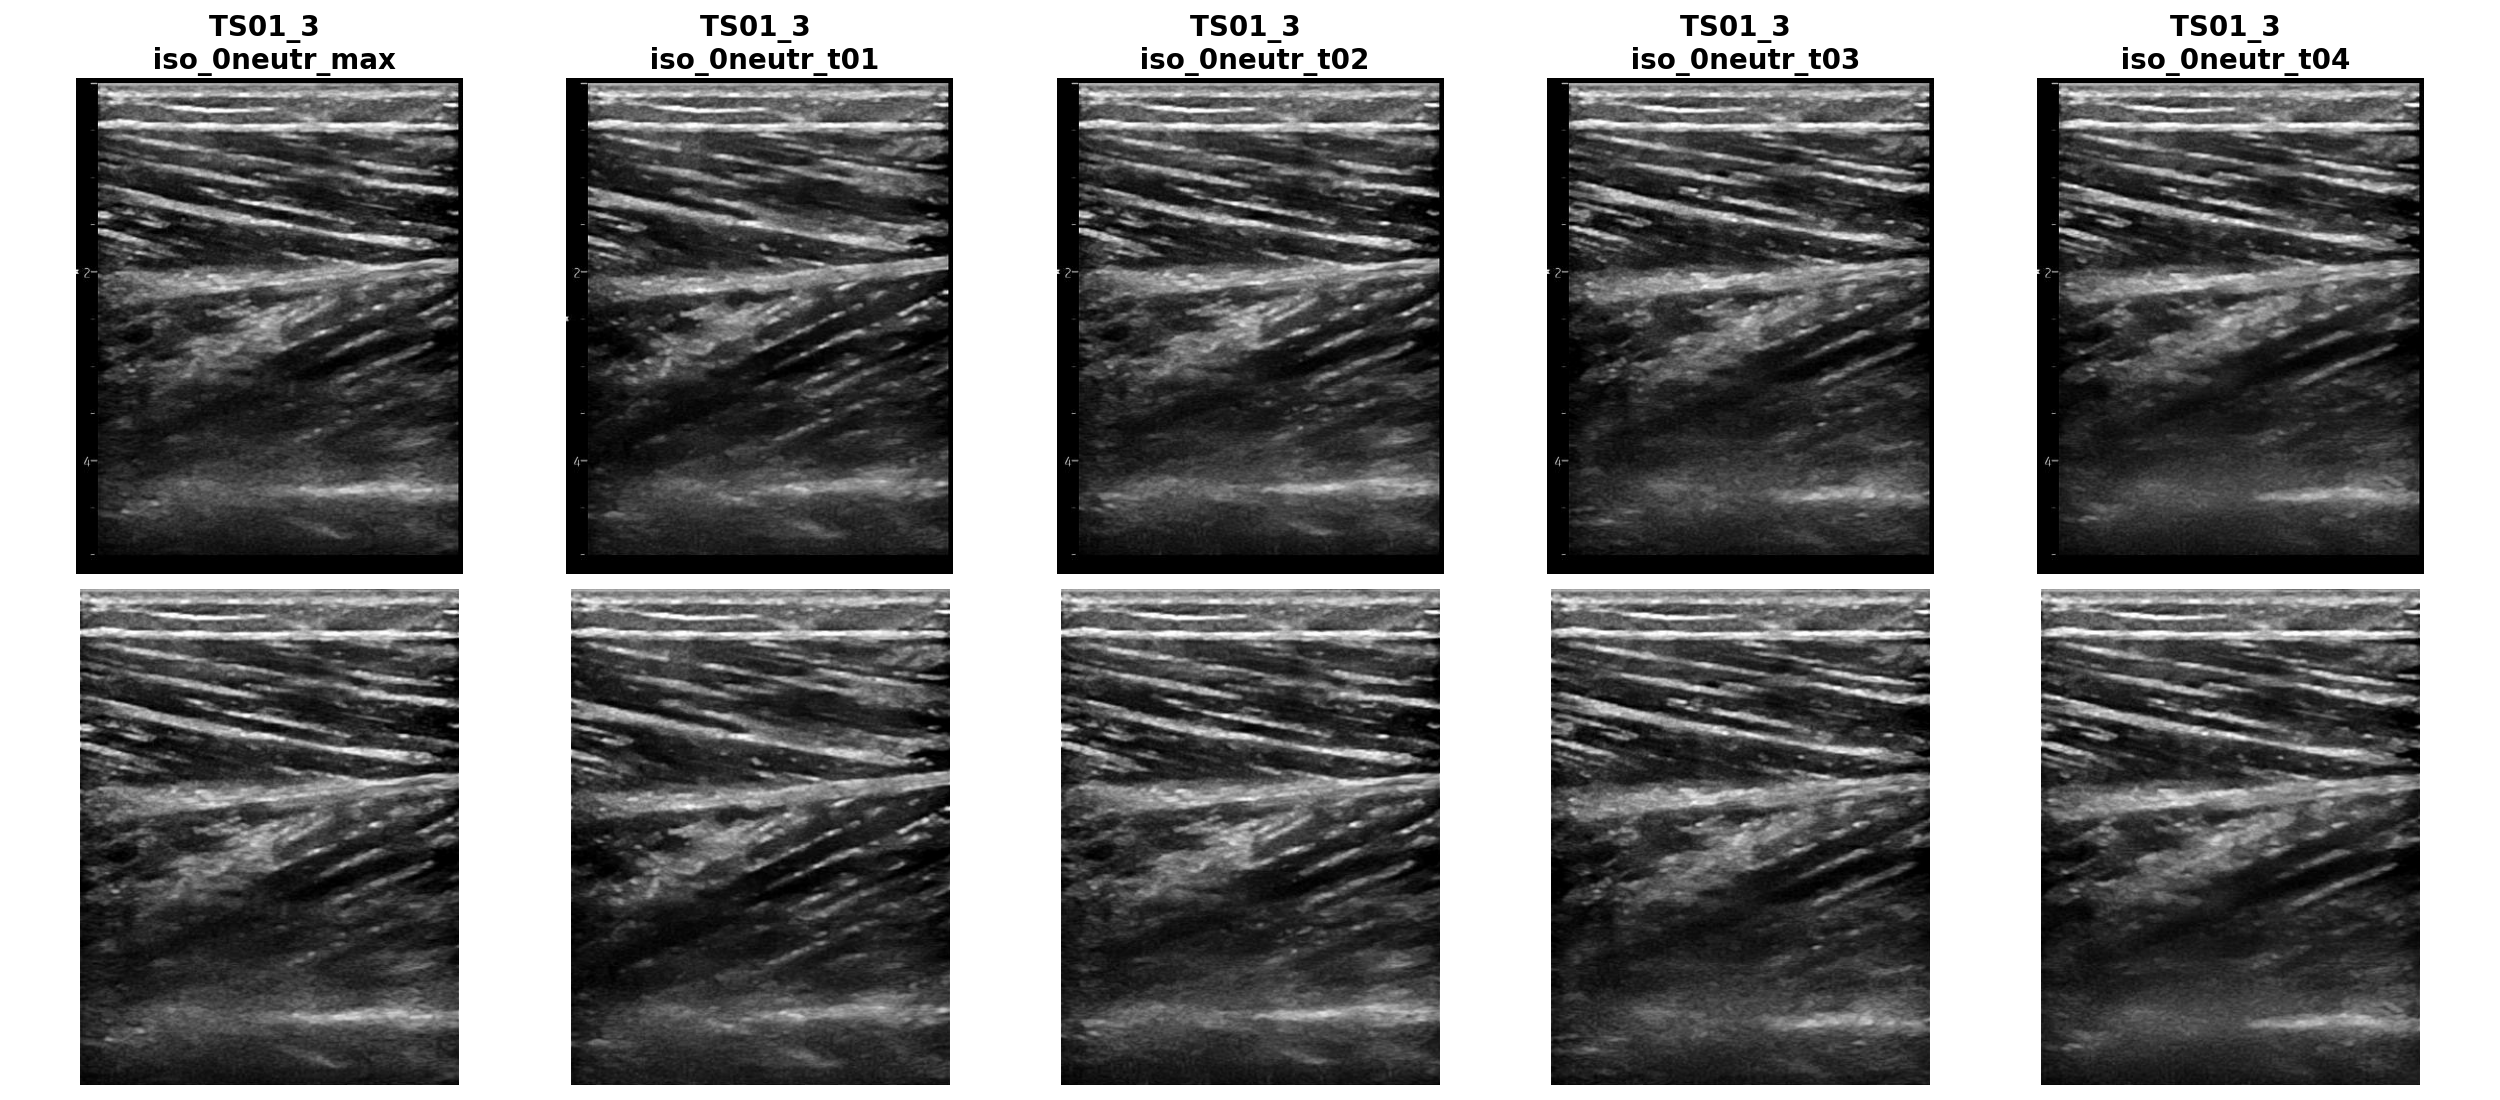 TS01_3
iso_0neutr_max
TS01_3
iso_0neutr_t01
TS01_3
iso_0neutr_t02
TS01_3
iso_0neutr_t03
TS01_3
iso_0neutr_t04
2
4
2
4
2
4
2
4
2
4